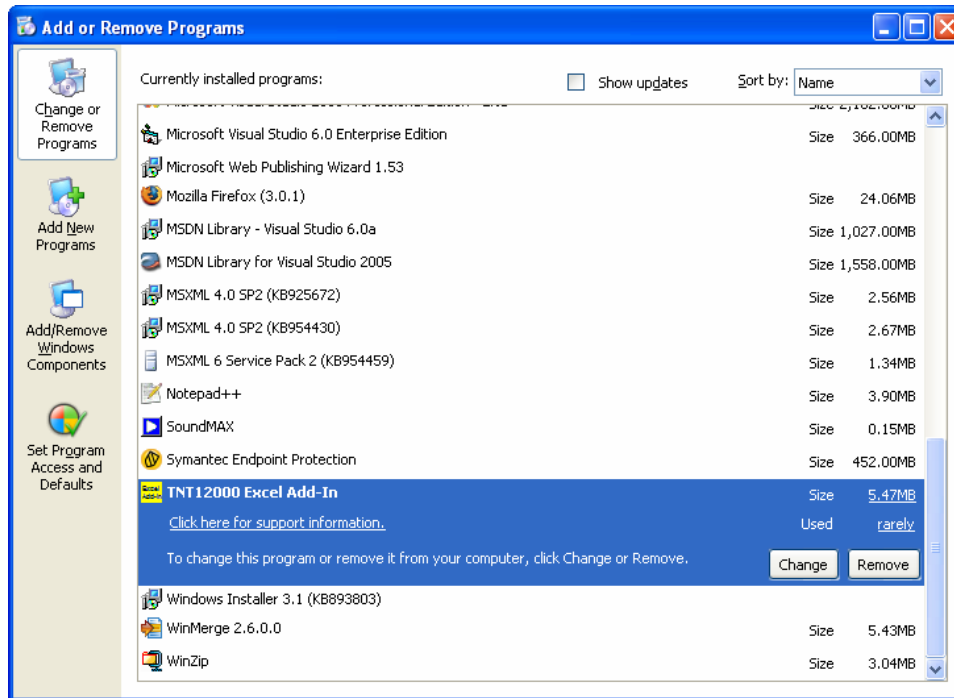 Add or Remove Programs
Change or
Remove
Programs
Add New
Programs
Add/Remove
Windows
Components
Set Program
Access and
Defaults
Currently installed programs:
Show updates
Sort by: Name
Size 2,162.00MB
Microsoft Visual Studio 6.0 Enterprise Edition Size 366.00MB
Microsoft Web Publishing Wizard 1.53
Mozilla Firefox (3.0.1) Size 24.06MB
MSDN Library - Visual Studio 6.0a Size 1,027.00MB
MSDN Library for Visual Studio 2005 Size 1,558.00MB
MSXML 4.0 SP2 (KB925672) Size 2.56MB
MSXML 4.0 SP2 (KB954430) Size 2.67MB
MSXML 6 Service Pack 2 (KB954459) Size 1.34MB
Notepad++ Size 3.90MB
SoundMAX Size 0.15MB
Symantec Endpoint Protection Size 452.00MB
Excel
Add-In
TNT12000 Excel Add-In Size 5.47MB
Click here for support information. Used rarely
To change this program or remove it from your computer, click Change or Remove. Change Remove
Windows Installer 3.1 (KB893803)
WinMerge 2.6.0.0 Size 5.43MB
WinZip Size 3.04MB